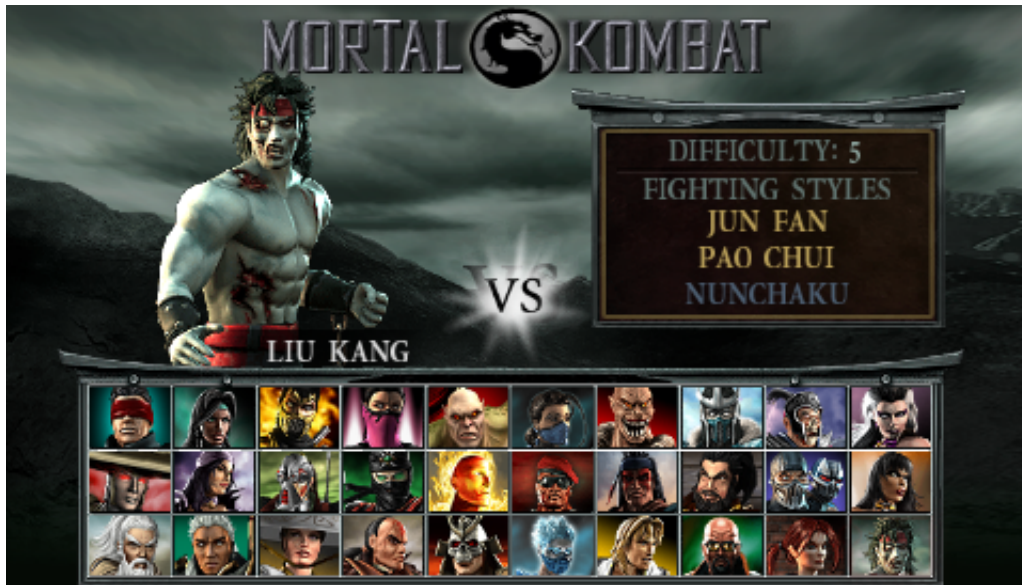 MORTAL KOMBAT
DIFFICULTY: 5
FIGHTING STYLES
JUN FAN
PAO CHUI
NUNCHAKU
VS
LIU KANG